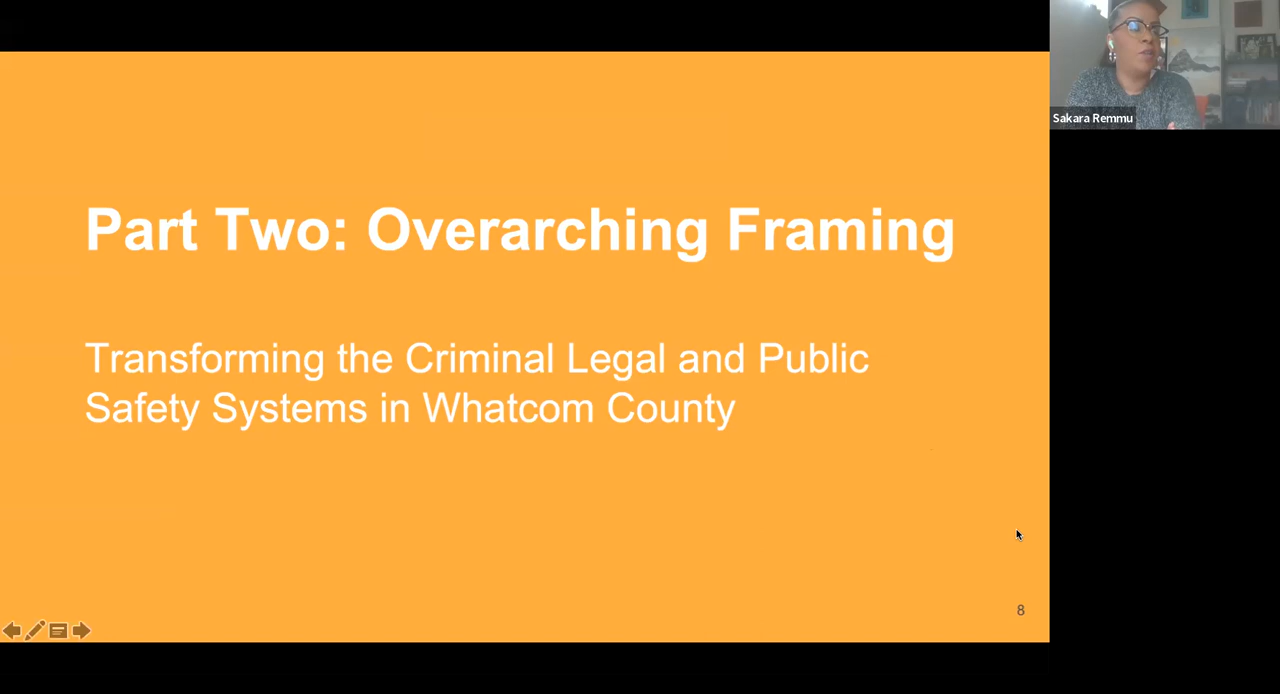 Part Two: Overarching Framing
Transforming the Criminal Legal and Public
Safety Systems in Whatcom County
8
Sakara Remmu